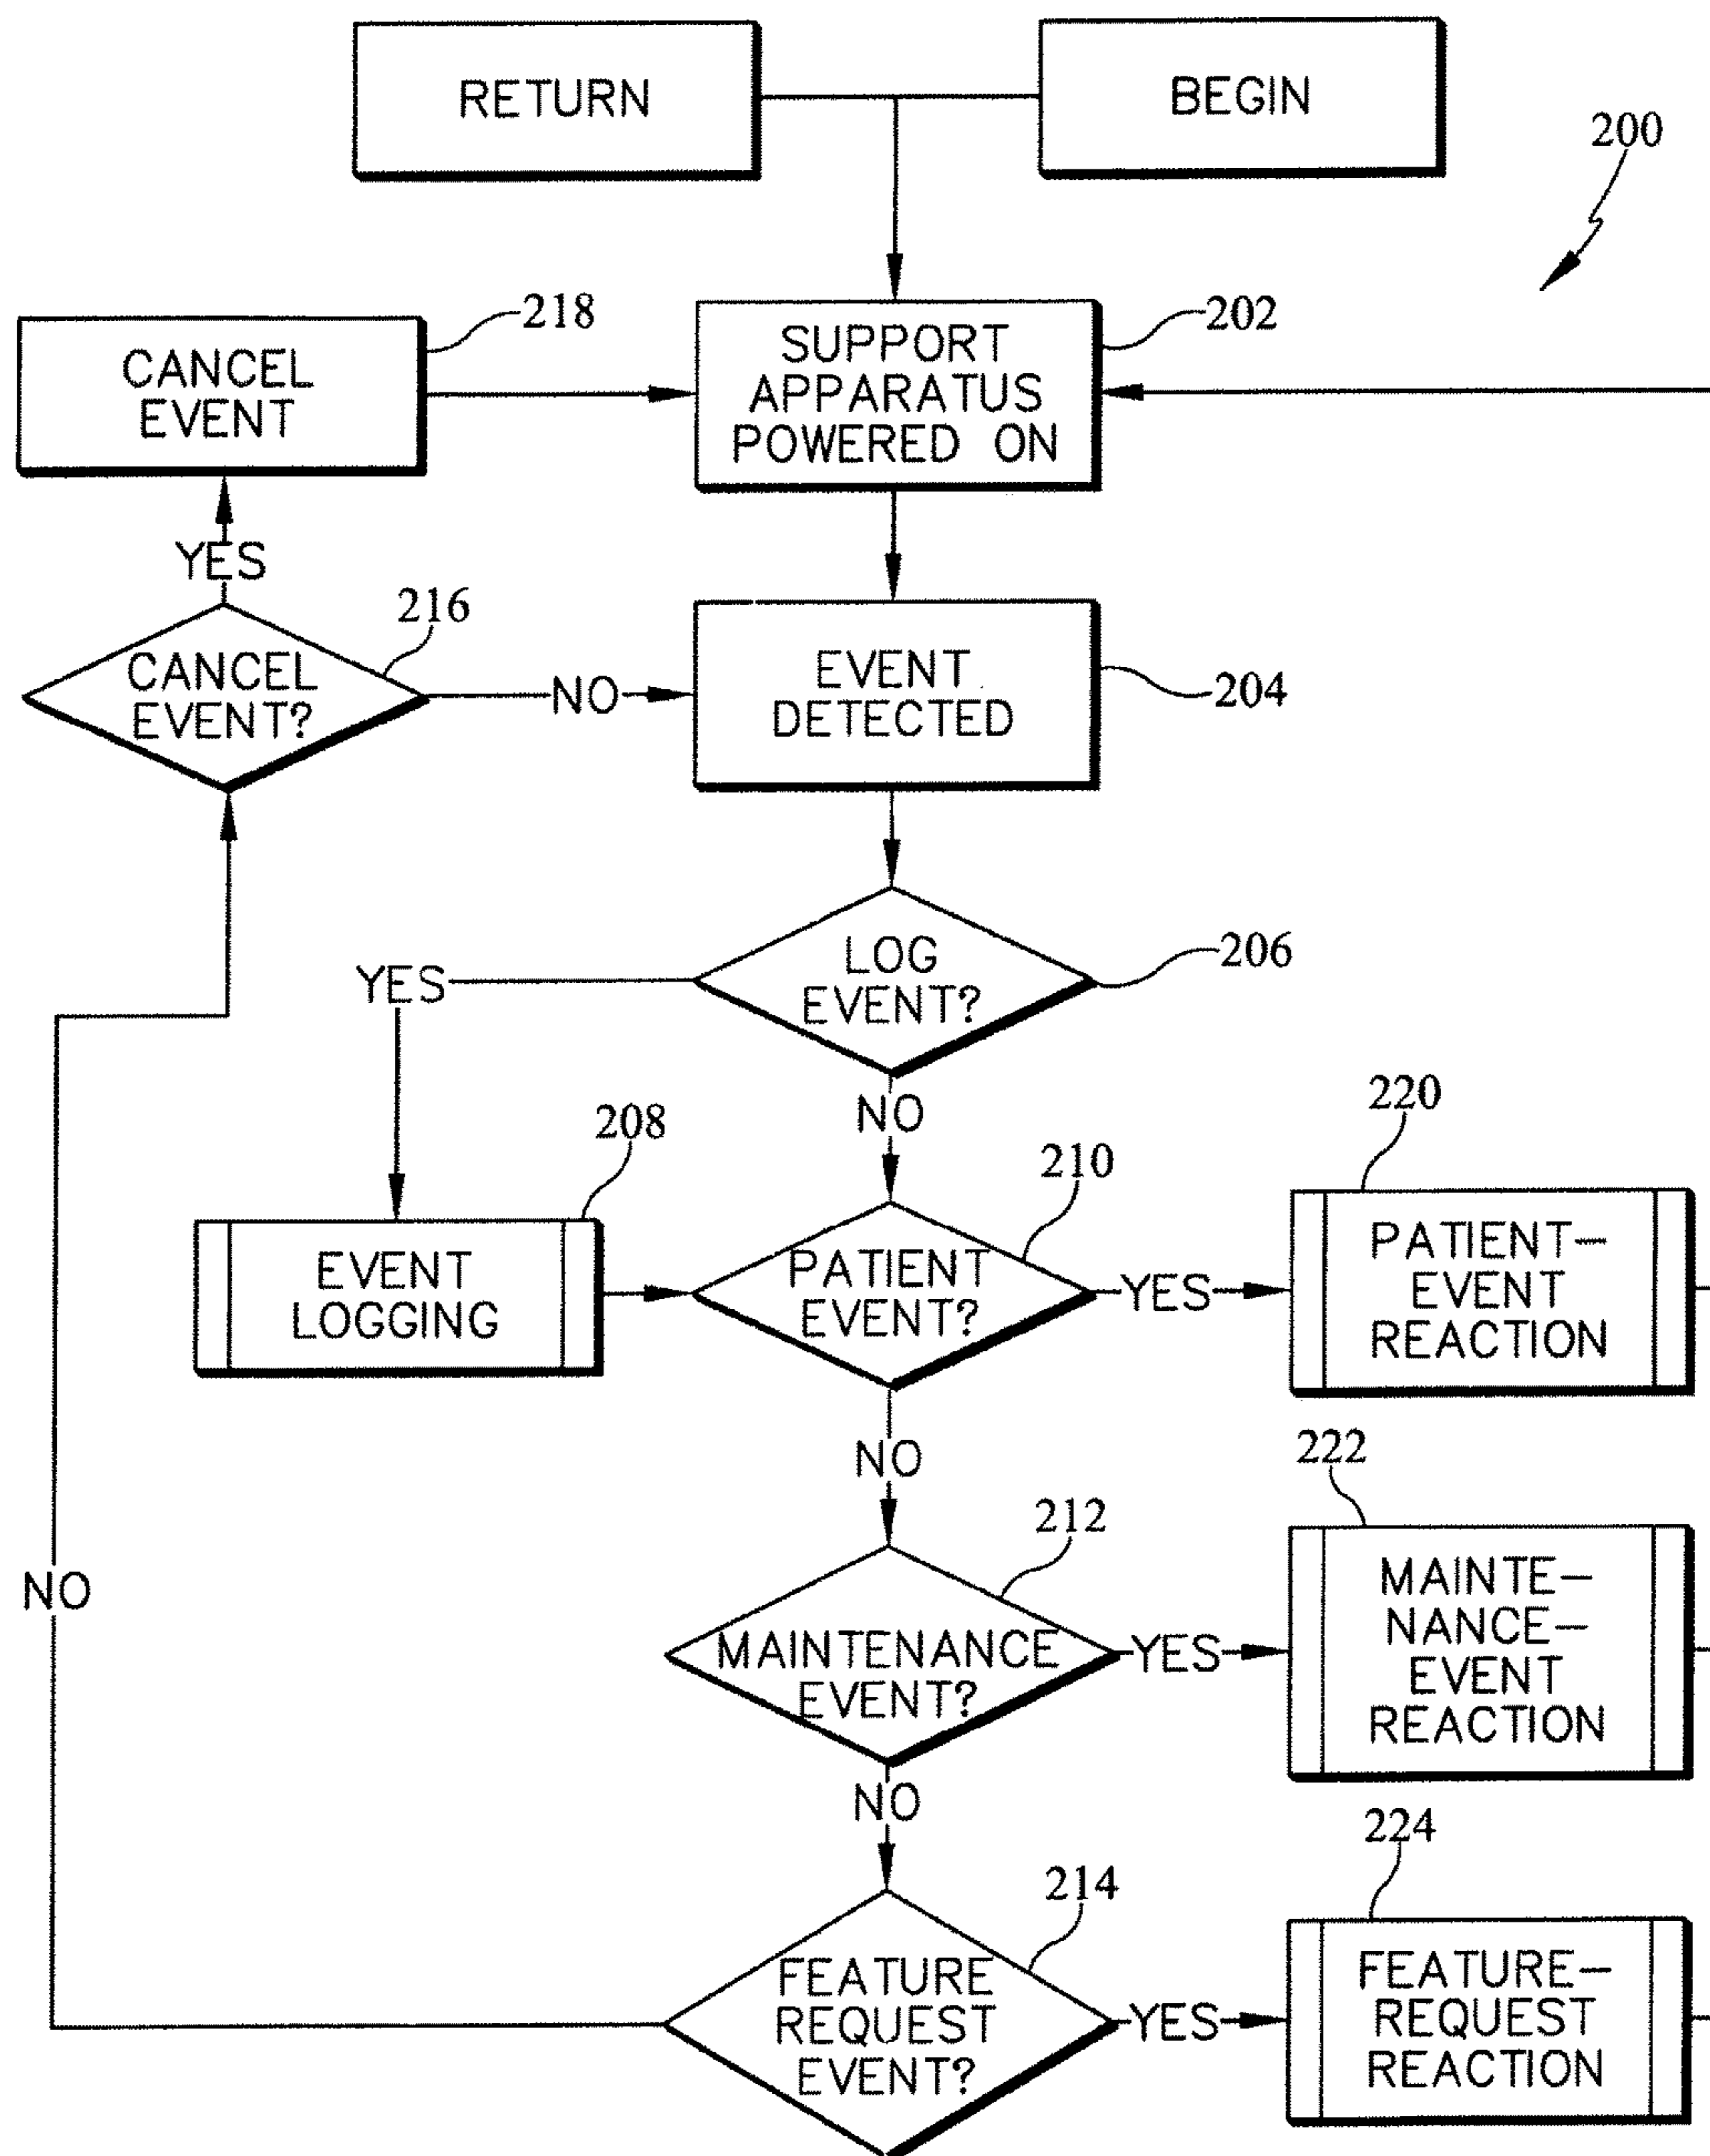 RETURN
BEGIN
200
218
CANCEL
EVENT
202
SUPPORT
APPARATUS
POWERED ON
YES
216
CANCEL
EVENT?
NO
204
EVENT
DETECTED
206
LOG
EVENT?
YES
NO
208
EVENT
LOGGING
210
PATIENT
EVENT?
YES
220
PATIENT-
EVENT
REACTION
NO
212
MAINTENANCE
EVENT?
YES
222
MAINTE-
NANCE-
EVENT
REACTION
NO
NO
214
FEATURE
REQUEST
EVENT?
YES
224
FEATURE-
REQUEST
REACTION